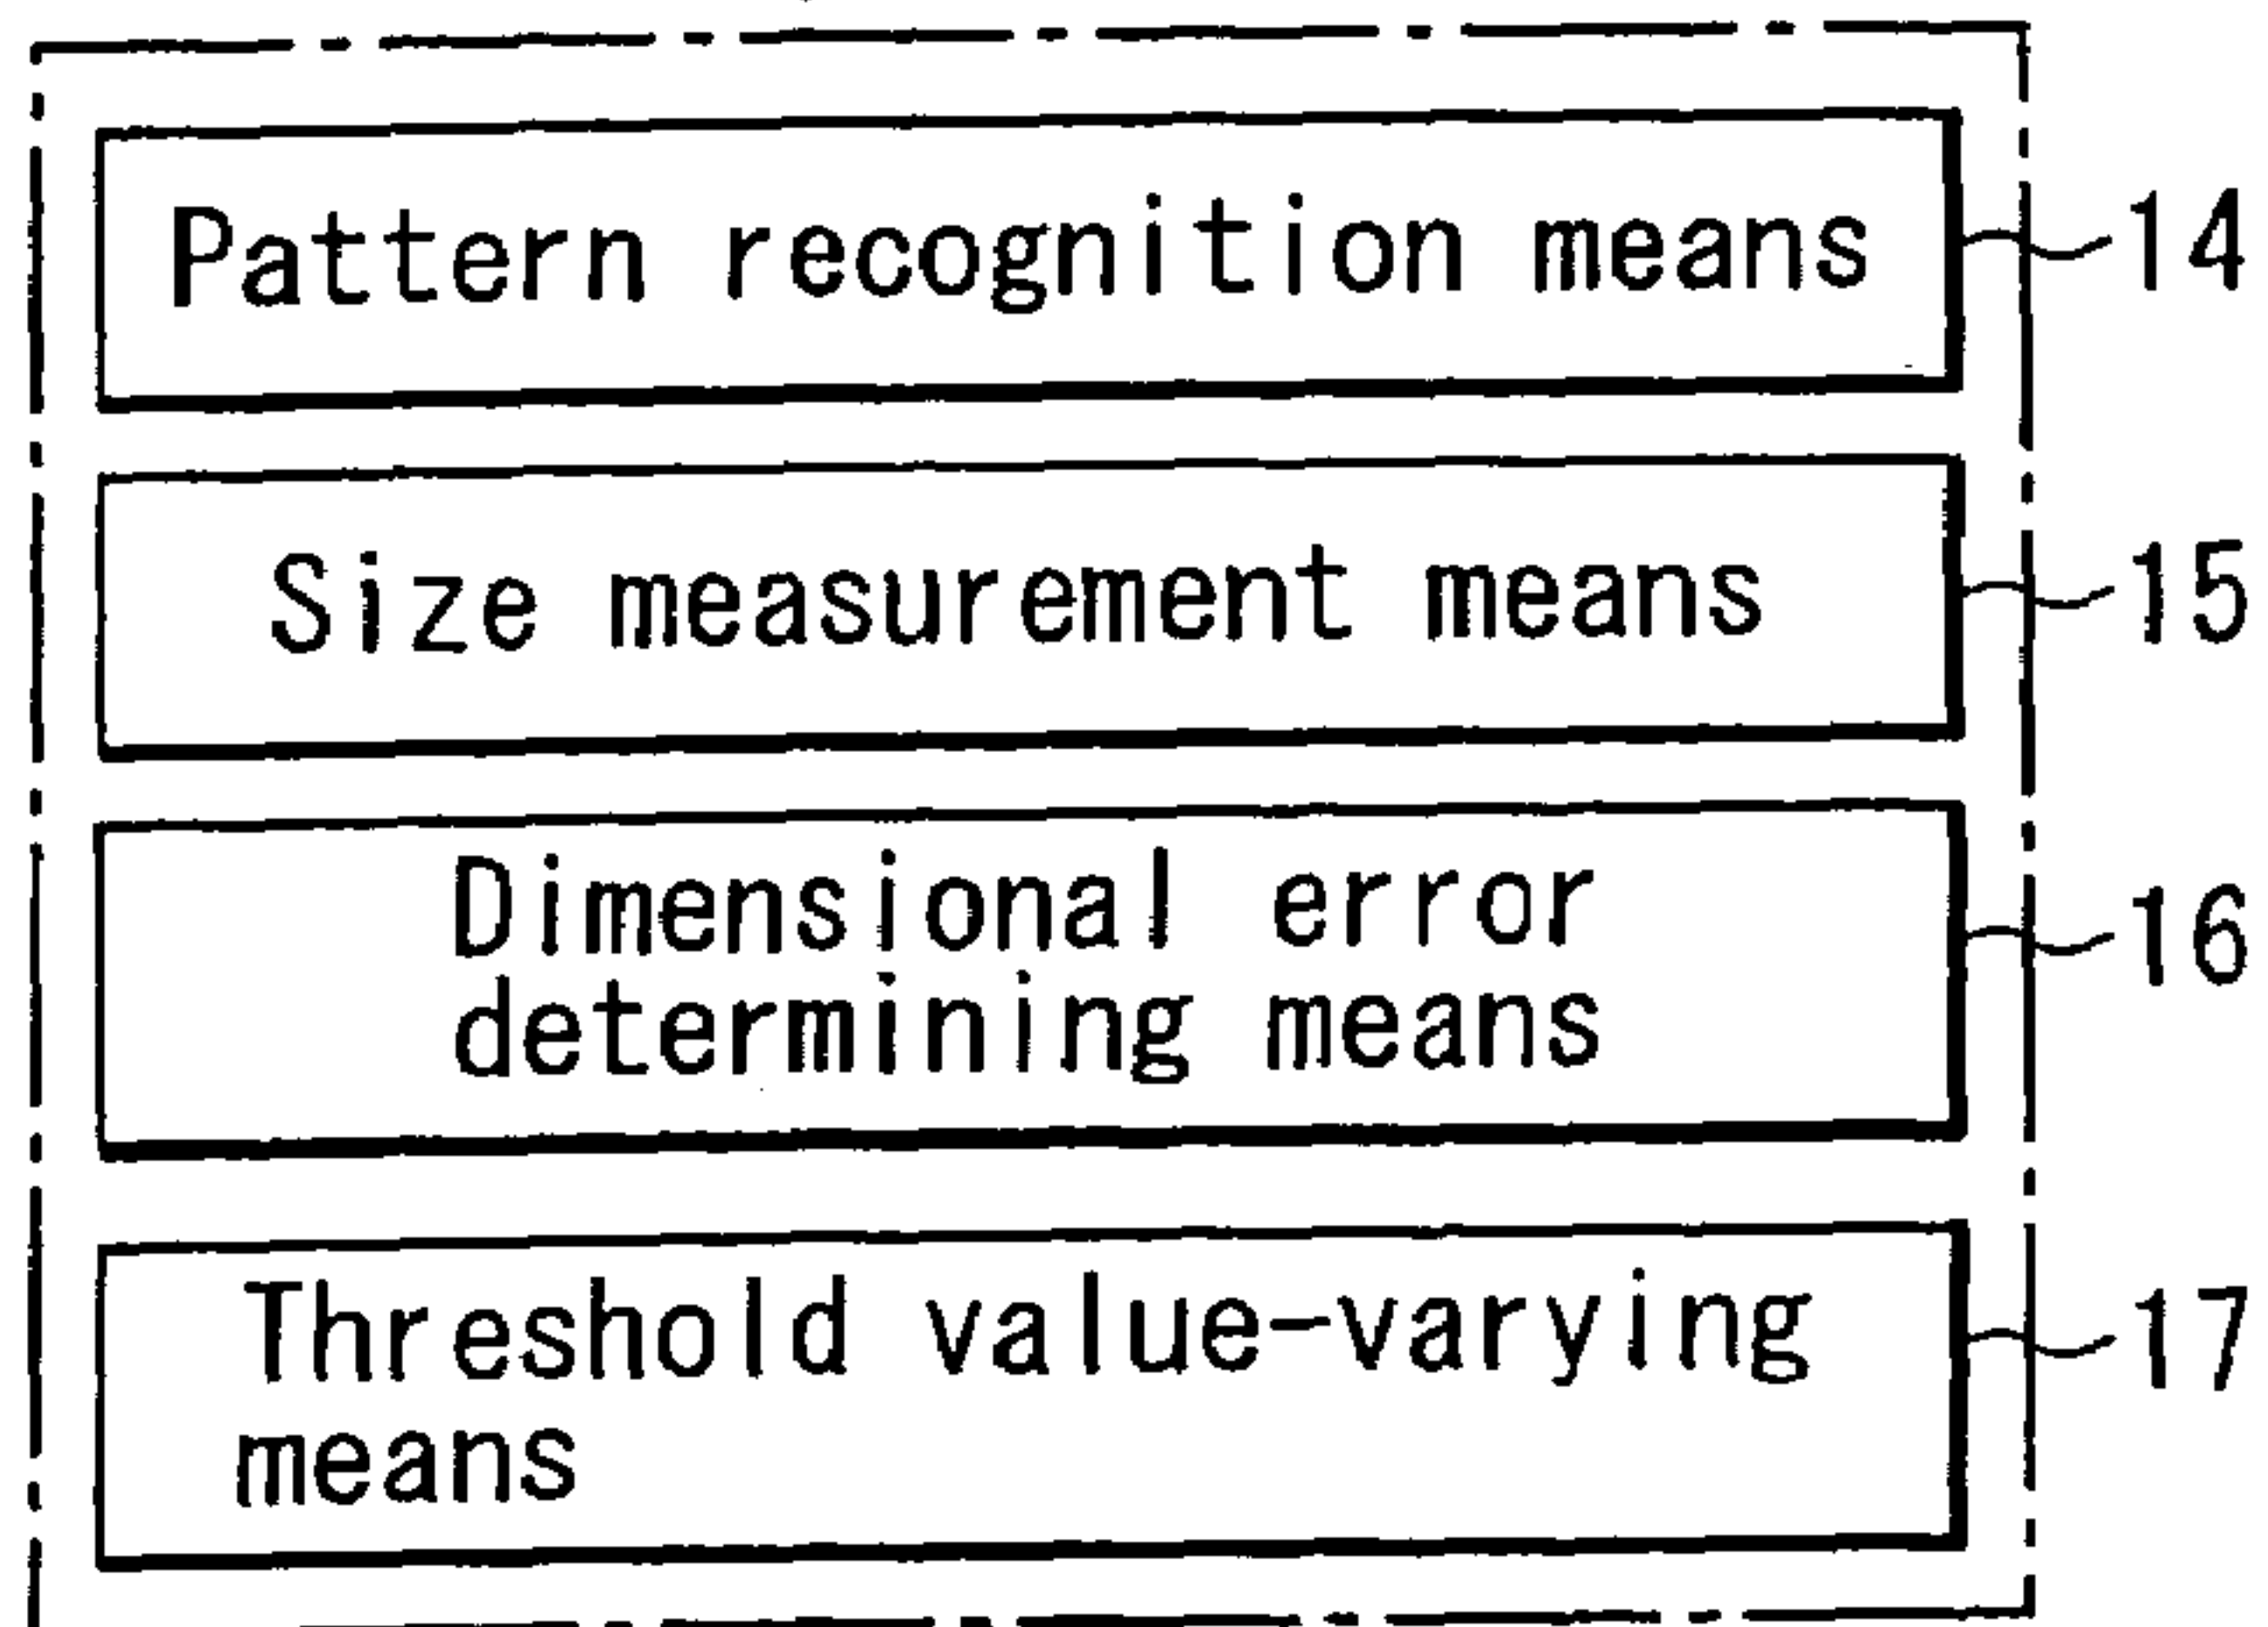 Pattern recognition means 14
Size measurement means 15
Dimensional error
determining means 16
Threshold value-varying 17
means